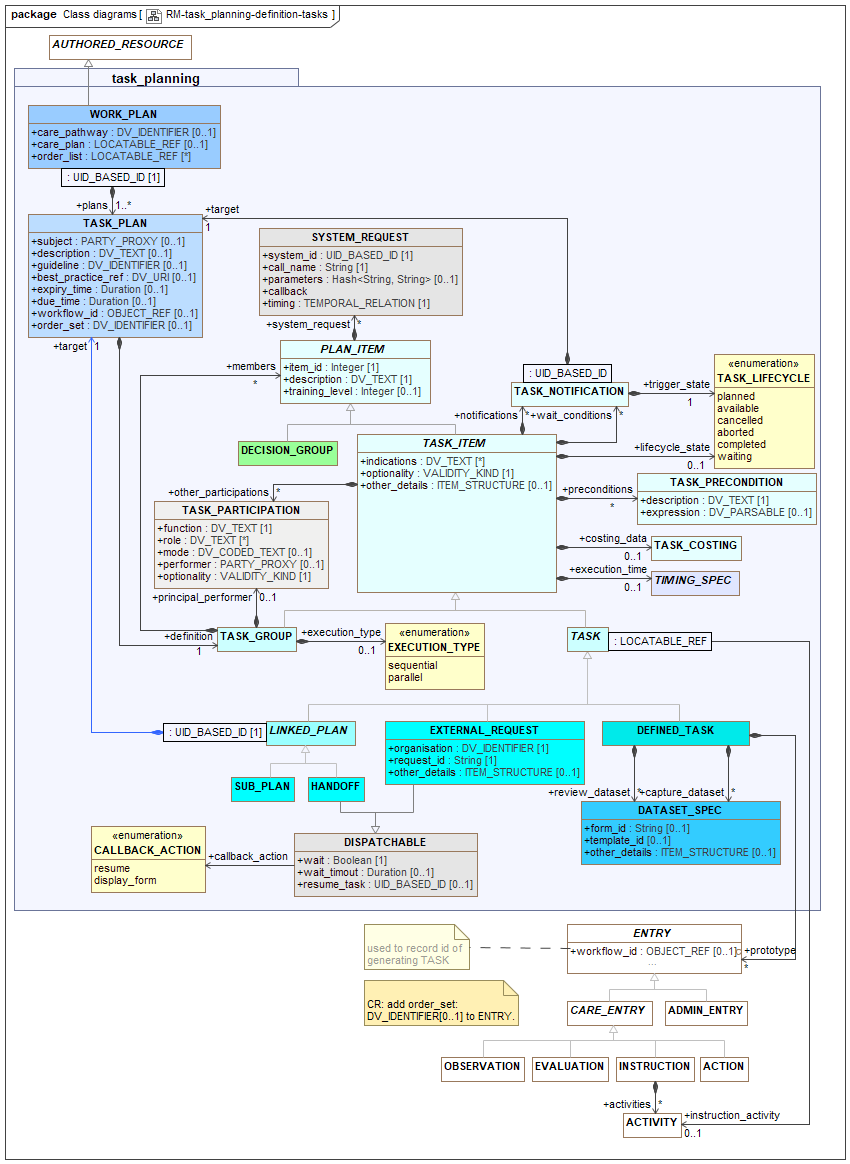 package Class diagrams [ RM-task_planning-definition-tasks ]
AUTHORED_RESOURCE
task_planning
WORK_PLAN
+care_pathway : DV_IDENTIFIER [0..1]
+care_plan : LOCATABLE_REF [0..1]
+order_list : LOCATABLE_REF [*]
: UID_BASED_ID [1]
+plans 1..*
+target
1
TASK_PLAN
+subject : PARTY_PROXY [0..1]
+description : DV_TEXT [0..1]
+guideline : DV_IDENTIFIER [0..1]
+best_practice_ref : DV_URI [0..1]
+expiry_time : Duration [0..1]
+due_time : Duration [0..1]
+workflow_id : OBJECT_REF [0..1]
+order_set : DV_IDENTIFIER [0..1]
+target 1
SYSTEM_REQUEST
+system_id : UID_BASED_ID [1]
+call_name : String [1]
+parameters : Hash<String, String> [0..1]
+callback
+timing : TEMPORAL_RELATION [1]
+system_request *
PLAN_ITEM
+item_id : Integer [1]
+description : DV_TEXT [1]
+training_level : Integer [0..1]
+members
*
: UID_BASED_ID
TASK_NOTIFICATION
+trigger_state
1
«enumeration»
TASK_LIFECYCLE
planned
available
cancelled
aborted
completed
waiting
+notifications * +wait_conditions *
DECISION_GROUP
TASK_ITEM
+indications : DV_TEXT [*]
+optionality : VALIDITY_KIND [1]
+other_details : ITEM_STRUCTURE [0..1]
+lifecycle_state
0..1
+preconditions
*
TASK_PRECONDITION
+description : DV_TEXT [1]
+expression : DV_PARSABLE [0..1]
+other_participations *
TASK_PARTICIPATION
+function : DV_TEXT [1]
+role : DV_TEXT [*]
+mode : DV_CODED_TEXT [0..1]
+performer : PARTY_PROXY [0..1]
+optionality : VALIDITY_KIND [1]
+costing_data
0..1
TASK_COSTING
+execution_time
0..1
TIMING_SPEC
+principal_performer 0..1
+definition
1
TASK_GROUP
+execution_type
0..1
«enumeration»
EXECUTION_TYPE
sequential
parallel
TASK
: LOCATABLE_REF
: UID_BASED_ID [1]
LINKED_PLAN
EXTERNAL_REQUEST
+organisation : DV_IDENTIFIER [1]
+request_id : String [1]
+other_details : ITEM_STRUCTURE [0..1]
DEFINED_TASK
SUB_PLAN
HANDOFF
+review_dataset * +capture_dataset *
DATASET_SPEC
+form_id : String [0..1]
+template_id [0..1]
+other_details : ITEM_STRUCTURE [0..1]
«enumeration»
CALLBACK_ACTION
resume
display_form
+callback_action
DISPATCHABLE
+wait : Boolean [1]
+wait_timout : Duration [0..1]
+resume_task : UID_BASED_ID [0..1]
used to record id of
generating TASK
ENTRY
+workflow_id : OBJECT_REF [0..1]
...
+prototype
*
CR: add order_set:
DV_IDENTIFIER[0..1] to ENTRY.
CARE_ENTRY
ADMIN_ENTRY
OBSERVATION
EVALUATION
INSTRUCTION
ACTION
+activities *
ACTIVITY
+instruction_activity
0..1